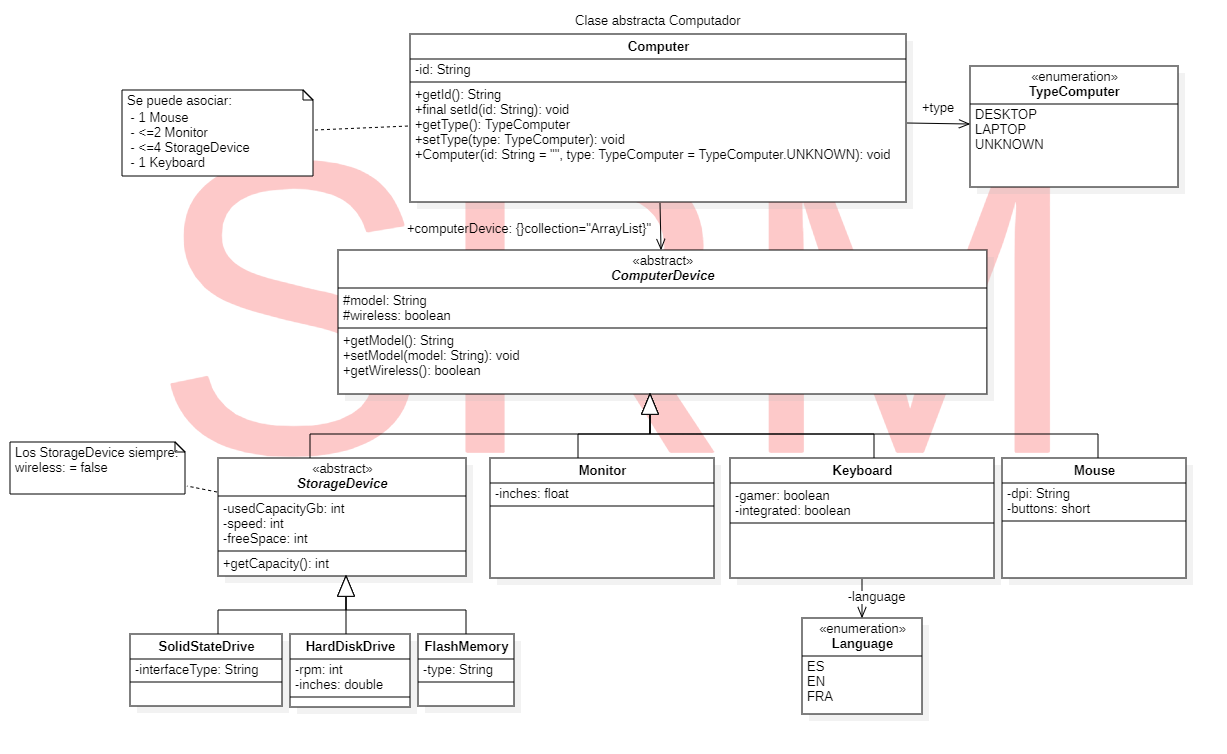 Clase abstracta Computador
Computer
-id: String
+getId(): String
+final setId(id: String): void
+getType(): TypeComputer
+setType(type: TypeComputer): void
+Computer(id: String = "", type: TypeComputer = TypeComputer.UNKNOWN): void
Se puede asociar:
- 1 Mouse
- <=2 Monitor
- <=4 StorageDevice
- 1 Keyboard
+type
«enumeration»
TypeComputer
DESKTOP
LAPTOP
UNKNOWN
+computerDevice: {}collection="ArrayList}"
«abstract»
ComputerDevice
#model: String
#wireless: boolean
+getModel(): String
+setModel(model: String): void
+getWireless(): boolean
SRM
Los StorageDevice siempre:
wireless: = false
«abstract»
StorageDevice
-usedCapacityGb: int
-speed: int
-freeSpace: int
+getCapacity(): int
Monitor
-inches: float
Keyboard
-gamer: boolean
-integrated: boolean
Mouse
-dpi: String
-buttons: short
-language
«enumeration»
Language
ES
EN
FRA
SolidStateDrive
-interfaceType: String
HardDiskDrive
-rpm: int
-inches: double
FlashMemory
-type: String